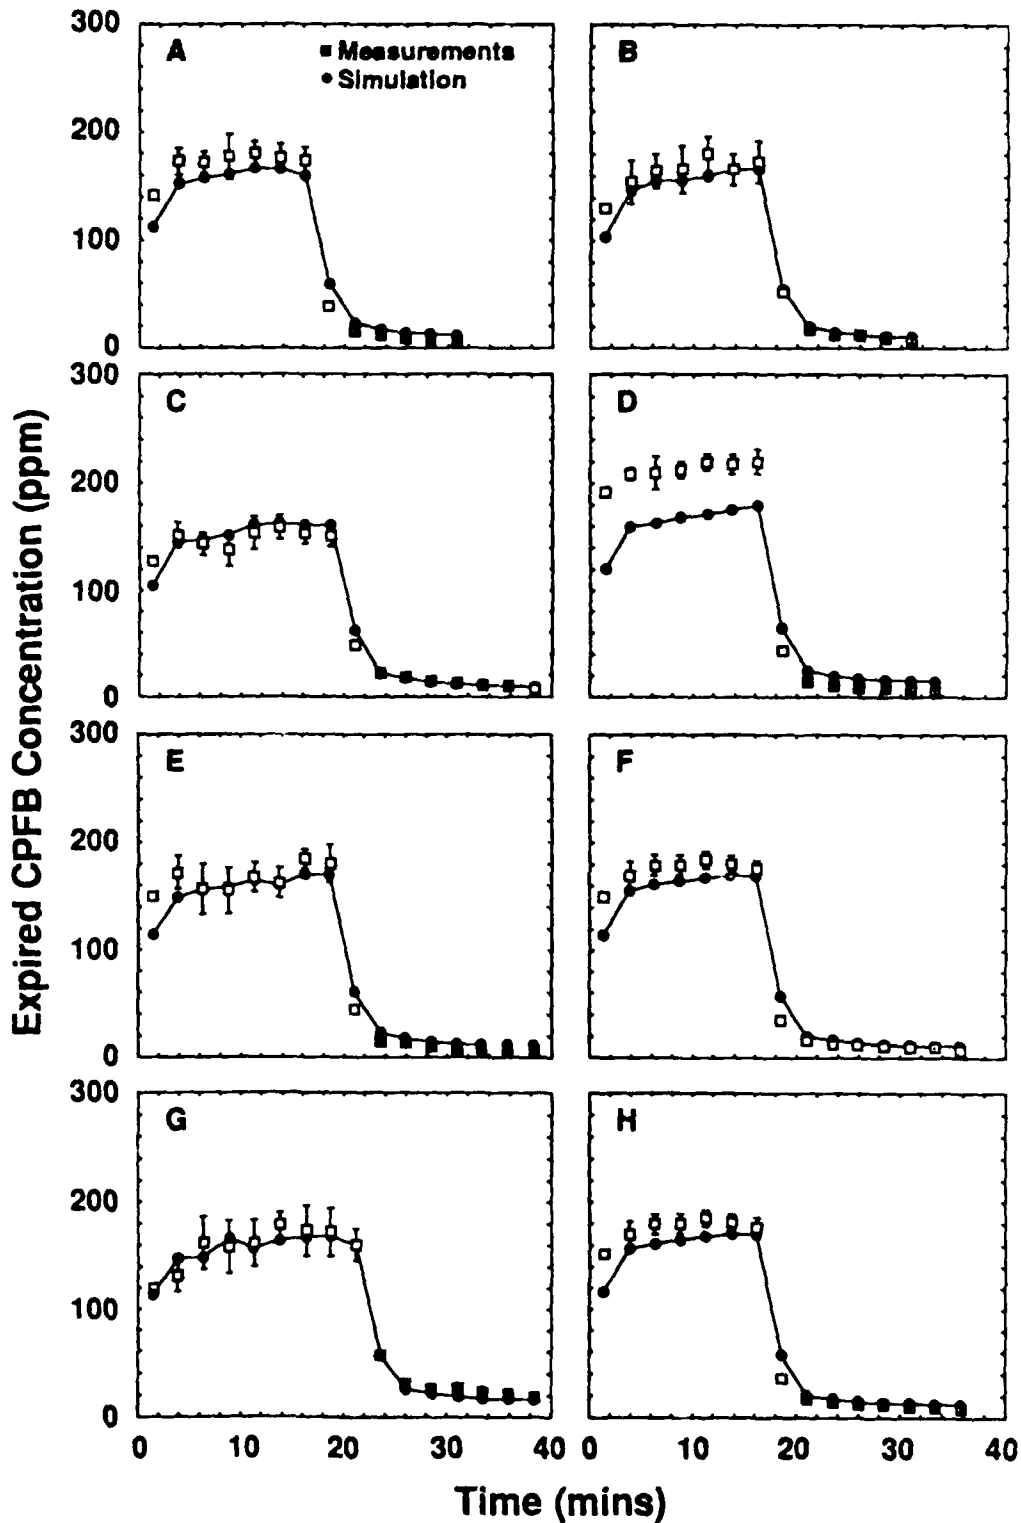 300
A
■ Measurements
● Simulation
B
200
100
0
300
C
D
200
100
0
300
E
F
200
100
0
300
G
H
200
100
0
0 10 20 30 40 0 10 20 30 40
Time (mins)
Expired CPFB Concentration (ppm)